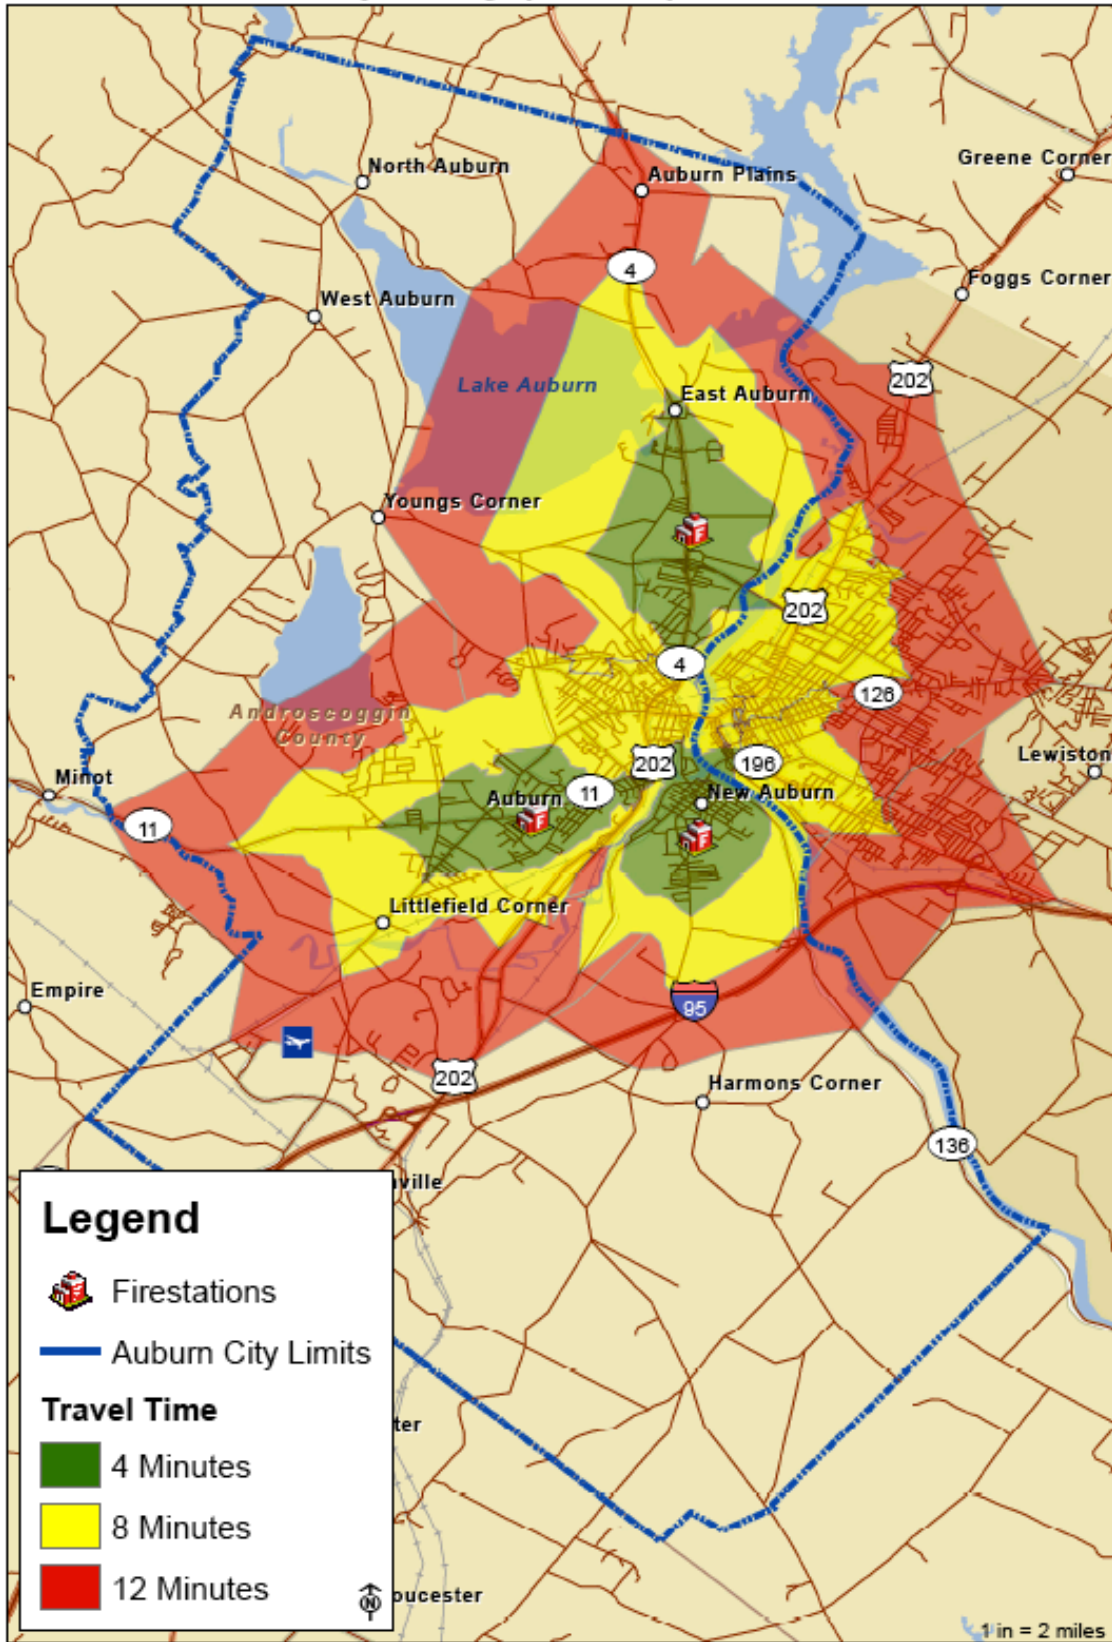 North Auburn
Auburn Plains
Greene Corner
4
Foggs Corner
West Auburn
202
Lake Auburn
East Auburn
Youngs Corner
202
4
126
Androscoggin
County
202
196
Lewiston
Minot
11
Auburn
11
New Auburn
Littlefield Corner
Empire
95
202
Harmons Corner
136
ville
Legend
Firestations
Auburn City Limits
ter
Travel Time
4 Minutes
8 Minutes
12 Minutes
N
oucester
1 in = 2 miles